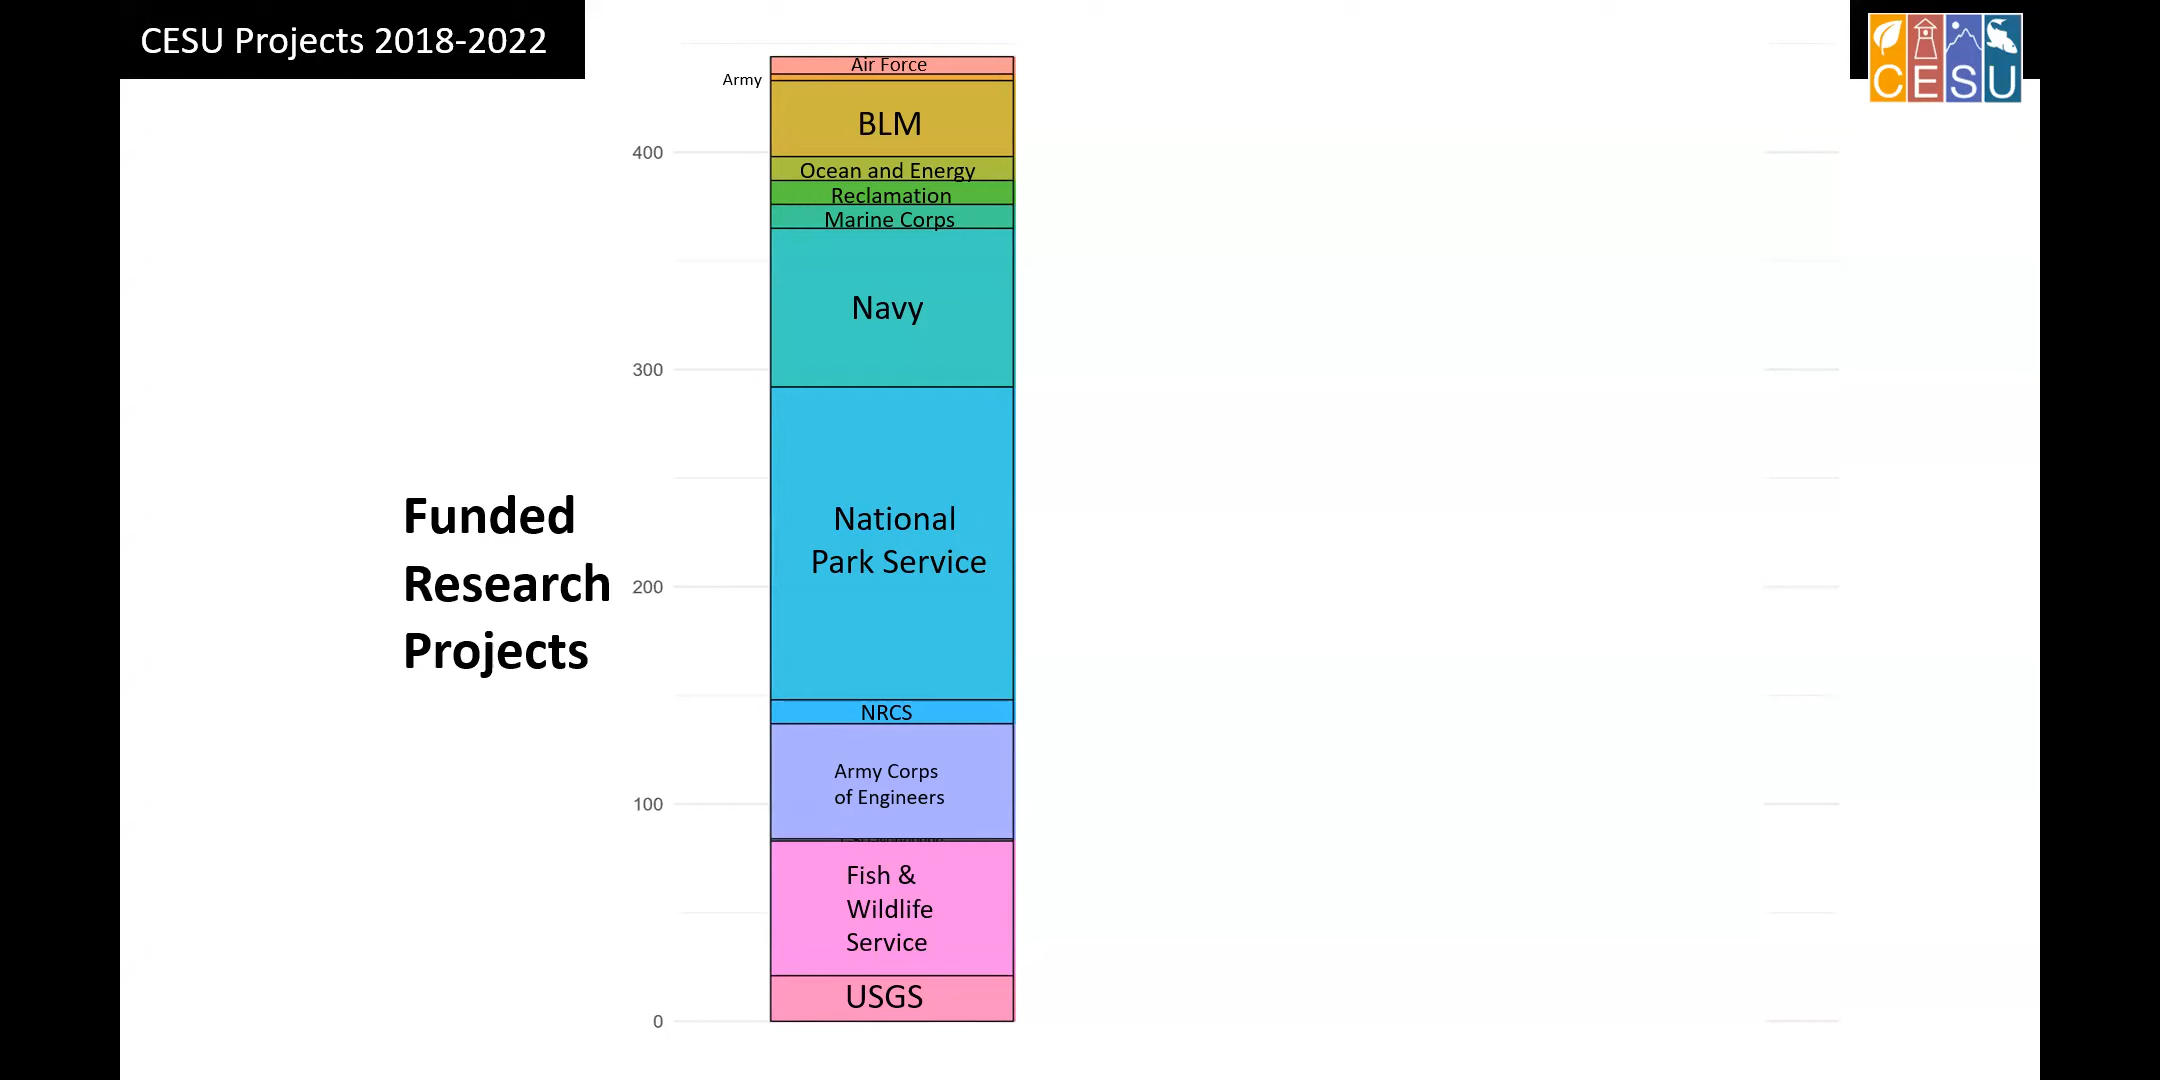 CESU Projects 2018-2022
CESU
Air Force
Army
BLM
400
Ocean and Energy
Reclamation
Marine Corps
Navy
300
National
Park Service
Funded
Research
Projects
200
NRCS
Army Corps
of Engineers
100
Fish &
Wildlife
Service
USGS
0